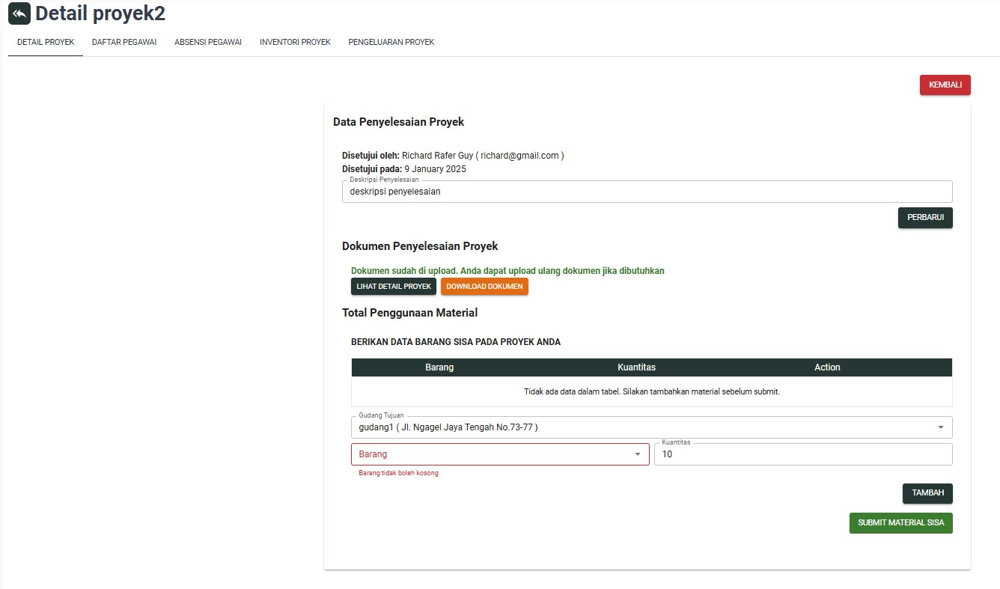 Detail proyek2
DETAIL PROYEK DAFTAR PEGAWAI ABSENSI PEGAWAI INVENTORI PROYEK PENGELUARAN PROYEK
KEMBALI
Data Penyelesaian Proyek
Disetujui oleh: Richard Rafer Guy ( richard@gmail.com )
Disetujui pada: 9 January 2025
Deskripsi Penyelesaian
deskripsi penyelesaian
PERBARUI
Dokumen Penyelesaian Proyek
Dokumen sudah di upload. Anda dapat upload ulang dokumen jika dibutuhkan
LIHAT DETAIL PROYEK DOWNLOAD DOKUMEN
Total Penggunaan Material
BERIKAN DATA BARANG SISA PADA PROYEK ANDA
Barang Kuantitas Action
Tidak ada data dalam tabel. Silakan tambahkan material sebelum submit.
Gudang Tujuan
gudang1 ( Jl. Ngagel Jaya Tengah No.73-77 }
Kuantitas
Barang 10
Barang tidak boleh kosong
TAMBAH
SUBMIT MATERIAL SISA